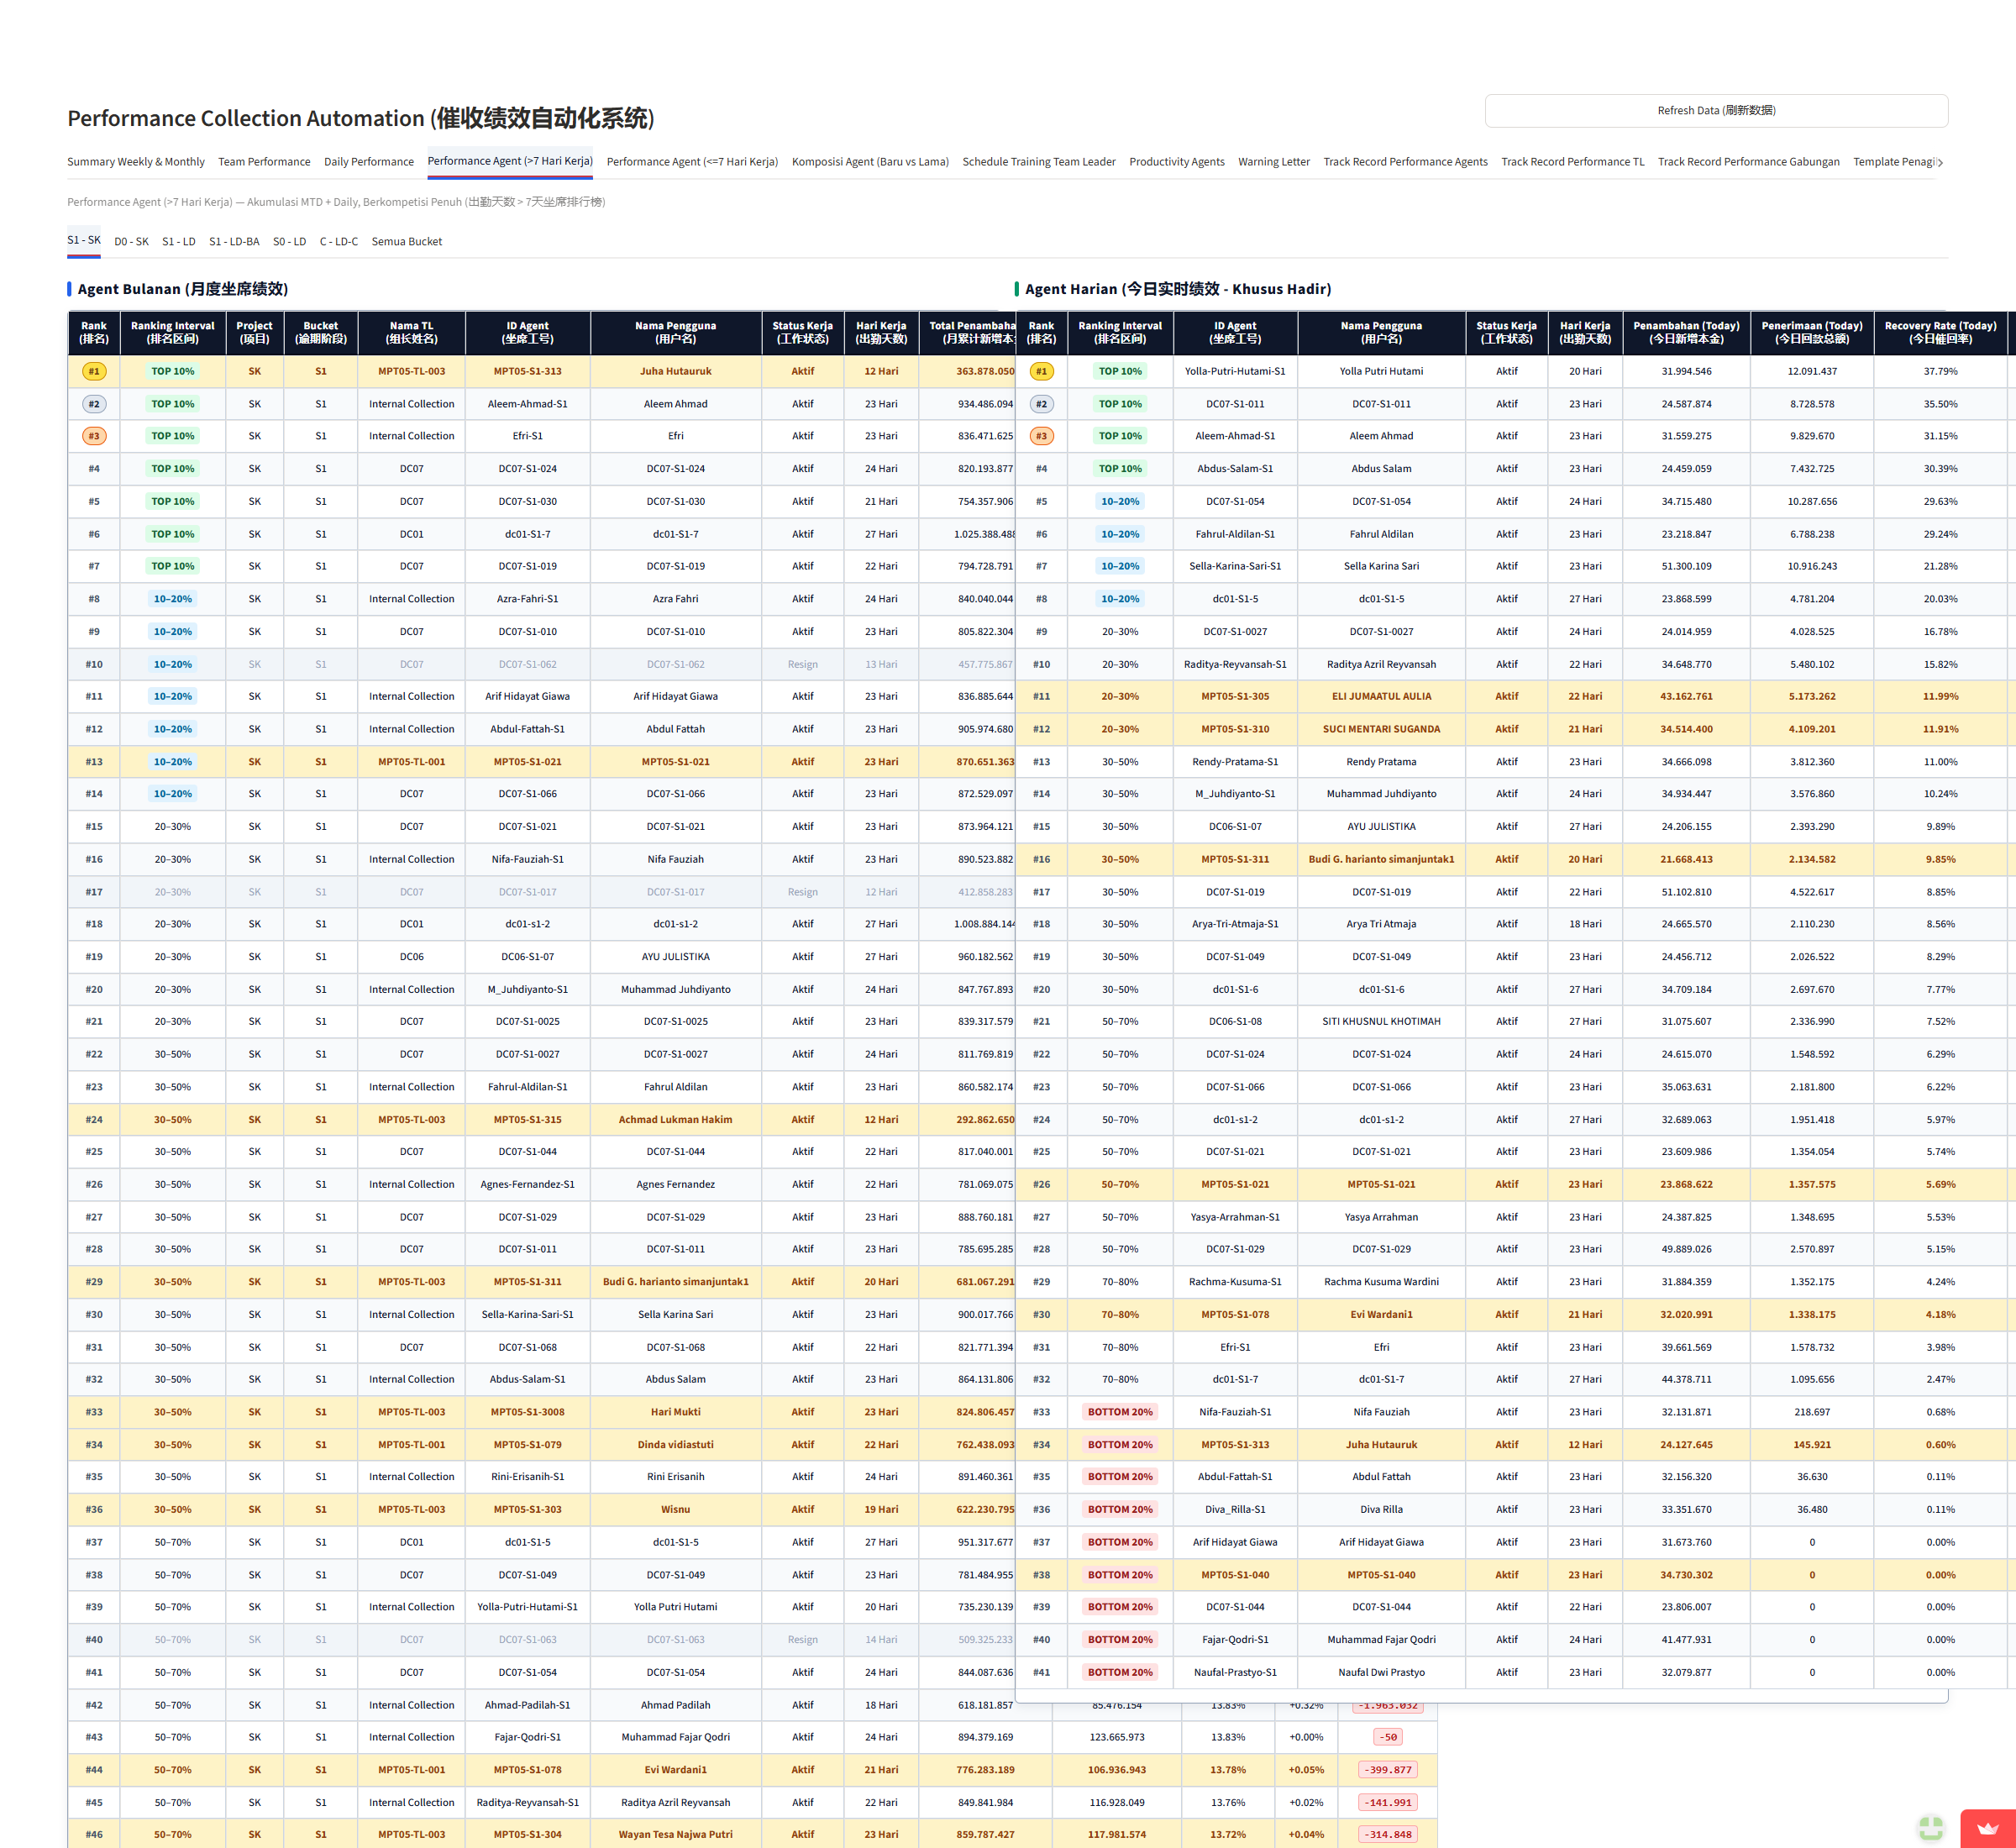 Performance Collection Automation (催收绩效自动化系统)
Refresh Data (刷新数据)
Summary Weekly & Monthly Team Performance Daily Performance Performance Agent (>7 Hari Kerja) Performance Agent (<=7 Hari Kerja) Komposisi Agent (Baru vs Lama) Schedule Training Team Leader Productivity Agents Warning Letter Track Record Performance Agents Track Record Performance TL Track Record Performance Gabungan Template Penagi
Performance Agent (>7 Hari Kerja) — Akumulasi MTD + Daily, Berkompetisi Penuh (出勤天数 > 7天坐席排行榜)
S1 - SK D0 - SK S1 - LD S1 - LD-BA S0 - LD C - LD-C Semua Bucket
Agent Bulanan (月度坐席绩效)
Rank Ranking Interval Project Bucket Nama TL ID Agent Nama Pengguna Status Kerja Hari Kerja Total Penambaha
(排名) (排名区间) (项目) (逾期阶段) (组长姓名) (坐席工号) (用户名) (工作状态) (出勤天数) (月累计新增本
#1 TOP 10% SK S1 MPT05-TL-003 MPT05-S1-313 Juha Hutauruk Aktif 12 Hari 363.878.050
#2 TOP 10% SK S1 Internal Collection Aleem-Ahmad-S1 Aleem Ahmad Aktif 23 Hari 934.486.094
#3 TOP 10% SK S1 Internal Collection Efri-S1 Efri Aktif 23 Hari 836.471.625
#4 TOP 10% SK S1 DC07 DC07-S1-024 DC07-S1-024 Aktif 24 Hari 820.193.877
#5 TOP 10% SK S1 DC07 DC07-S1-030 DC07-S1-030 Aktif 21 Hari 754.357.906
#6 TOP 10% SK S1 DC01 dc01-S1-7 dc01-S1-7 Aktif 27 Hari 1.025.388.488
#7 TOP 10% SK S1 DC07 DC07-S1-019 DC07-S1-019 Aktif 22 Hari 794.728.791
#8 10–20% SK S1 Internal Collection Azra-Fahri-S1 Azra Fahri Aktif 24 Hari 840.040.044
#9 10–20% SK S1 DC07 DC07-S1-010 DC07-S1-010 Aktif 23 Hari 805.822.304
#10 10–20% SK S1 DC07 DC07-S1-062 DC07-S1-062 Resign 13 Hari 457.775.867
#11 10–20% SK S1 Internal Collection Arif Hidayat Giawa Arif Hidayat Giawa Aktif 23 Hari 836.885.644
#12 10–20% SK S1 Internal Collection Abdul-Fattah-S1 Abdul Fattah Aktif 23 Hari 905.974.680
#13 10–20% SK S1 MPT05-TL-001 MPT05-S1-021 MPT05-S1-021 Aktif 23 Hari 870.651.363
#14 10–20% SK S1 DC07 DC07-S1-066 DC07-S1-066 Aktif 23 Hari 872.529.097
#15 20–30% SK S1 DC07 DC07-S1-021 DC07-S1-021 Aktif 23 Hari 873.964.121
#16 20–30% SK S1 Internal Collection Nifa-Fauziah-S1 Nifa Fauziah Aktif 23 Hari 890.523.882
#17 20–30% SK S1 DC07 DC07-S1-017 DC07-S1-017 Resign 12 Hari 412.858.283
#18 20–30% SK S1 DC01 dc01-s1-2 dc01-s1-2 Aktif 27 Hari 1.008.884.144
#19 20–30% SK S1 DC06 DC06-S1-07 AYU JULISTIKA Aktif 27 Hari 960.182.562
#20 20–30% SK S1 Internal Collection M_Juhdiyanto-S1 Muhammad Juhdiyanto Aktif 24 Hari 847.767.893
#21 20–30% SK S1 DC07 DC07-S1-0025 DC07-S1-0025 Aktif 23 Hari 839.317.579
#22 30–50% SK S1 DC07 DC07-S1-0027 DC07-S1-0027 Aktif 24 Hari 811.769.819
#23 30–50% SK S1 Internal Collection Fahrul-Aldilan-S1 Fahrul Aldilan Aktif 23 Hari 860.582.174
#24 30–50% SK S1 MPT05-TL-003 MPT05-S1-315 Achmad Lukman Hakim Aktif 12 Hari 292.862.650
#25 30–50% SK S1 DC07 DC07-S1-044 DC07-S1-044 Aktif 22 Hari 817.040.001
#26 30–50% SK S1 Internal Collection Agnes-Fernandez-S1 Agnes Fernandez Aktif 22 Hari 781.069.075
#27 30–50% SK S1 DC07 DC07-S1-029 DC07-S1-029 Aktif 23 Hari 888.760.181
#28 30–50% SK S1 DC07 DC07-S1-011 DC07-S1-011 Aktif 23 Hari 785.695.285
#29 30–50% SK S1 MPT05-TL-003 MPT05-S1-311 Budi G. harianto simanjuntak1 Aktif 20 Hari 681.067.291
#30 30–50% SK S1 Internal Collection Sella-Karina-Sari-S1 Sella Karina Sari Aktif 23 Hari 900.017.766
#31 30–50% SK S1 DC07 DC07-S1-068 DC07-S1-068 Aktif 22 Hari 821.771.394
#32 30–50% SK S1 Internal Collection Abdus-Salam-S1 Abdus Salam Aktif 23 Hari 864.131.806
#33 30–50% SK S1 MPT05-TL-003 MPT05-S1-3008 Hari Mukti Aktif 23 Hari 824.806.457
#34 30–50% SK S1 MPT05-TL-001 MPT05-S1-079 Dinda vidiastuti Aktif 22 Hari 762.438.093
#35 30–50% SK S1 Internal Collection Rini-Erisanih-S1 Rini Erisanih Aktif 24 Hari 891.460.361
#36 30–50% SK S1 MPT05-TL-003 MPT05-S1-303 Wisnu Aktif 19 Hari 622.230.795
#37 50–70% SK S1 DC01 dc01-S1-5 dc01-S1-5 Aktif 27 Hari 951.317.677
#38 50–70% SK S1 DC07 DC07-S1-049 DC07-S1-049 Aktif 23 Hari 781.484.955
#39 50–70% SK S1 Internal Collection Yolla-Putri-Hutami-S1 Yolla Putri Hutami Aktif 20 Hari 735.230.139
#40 50–70% SK S1 DC07 DC07-S1-063 DC07-S1-063 Resign 14 Hari 509.325.233
#41 50–70% SK S1 DC07 DC07-S1-054 DC07-S1-054 Aktif 24 Hari 844.087.636
#42 50–70% SK S1 Internal Collection Ahmad-Padilah-S1 Ahmad Padilah Aktif 18 Hari 618.181.857 85.476.154 13.83% +0.32% -1.963.032
#43 50–70% SK S1 Internal Collection Fajar-Qodri-S1 Muhammad Fajar Qodri Aktif 24 Hari 894.379.169 123.665.973 13.83% +0.00% -50
#44 50–70% SK S1 MPT05-TL-001 MPT05-S1-078 Evi Wardani1 Aktif 21 Hari 776.283.189 106.936.943 13.78% +0.05% -399.877
#45 50–70% SK S1 Internal Collection Raditya-Reyvansah-S1 Raditya Azril Reyvansah Aktif 22 Hari 849.841.984 116.928.049 13.76% +0.02% -141.991
#46 50–70% SK S1 MPT05-TL-003 MPT05-S1-304 Wayan Tesa Najwa Putri Aktif 23 Hari 859.787.427 117.981.574 13.72% +0.04% -314.848
Agent Harian (今日实时绩效 - Khusus Hadir)
Rank Ranking Interval ID Agent Nama Pengguna Status Kerja Hari Kerja Penambahan (Today) Penerimaan (Today) Recovery Rate (Today)
(排名) (排名区间) (坐席工号) (用户名) (工作状态) (出勤天数) (今日新增本金) (今日回款总额) (今日催回率)
#1 TOP 10% Yolla-Putri-Hutami-S1 Yolla Putri Hutami Aktif 20 Hari 31.994.546 12.091.437 37.79%
#2 TOP 10% DC07-S1-011 DC07-S1-011 Aktif 23 Hari 24.587.874 8.728.578 35.50%
#3 TOP 10% Aleem-Ahmad-S1 Aleem Ahmad Aktif 23 Hari 31.559.275 9.829.670 31.15%
#4 TOP 10% Abdus-Salam-S1 Abdus Salam Aktif 23 Hari 24.459.059 7.432.725 30.39%
#5 10–20% DC07-S1-054 DC07-S1-054 Aktif 24 Hari 34.715.480 10.287.656 29.63%
#6 10–20% Fahrul-Aldilan-S1 Fahrul Aldilan Aktif 23 Hari 23.218.847 6.788.238 29.24%
#7 10–20% Sella-Karina-Sari-S1 Sella Karina Sari Aktif 23 Hari 51.300.109 10.916.243 21.28%
#8 10–20% dc01-S1-5 dc01-S1-5 Aktif 27 Hari 23.868.599 4.781.204 20.03%
#9 20–30% DC07-S1-0027 DC07-S1-0027 Aktif 24 Hari 24.014.959 4.028.525 16.78%
#10 20–30% Raditya-Reyvansah-S1 Raditya Azril Reyvansah Aktif 22 Hari 34.648.770 5.480.102 15.82%
#11 20–30% MPT05-S1-305 ELI JUMAATUL AULIA Aktif 22 Hari 43.162.761 5.173.262 11.99%
#12 20–30% MPT05-S1-310 SUCI MENTARI SUGANDA Aktif 21 Hari 34.514.400 4.109.201 11.91%
#13 30–50% Rendy-Pratama-S1 Rendy Pratama Aktif 23 Hari 34.666.098 3.812.360 11.00%
#14 30–50% M_Juhdiyanto-S1 Muhammad Juhdiyanto Aktif 24 Hari 34.934.447 3.576.860 10.24%
#15 30–50% DC06-S1-07 AYU JULISTIKA Aktif 27 Hari 24.206.155 2.393.290 9.89%
#16 30–50% MPT05-S1-311 Budi G. harianto simanjuntak1 Aktif 20 Hari 21.668.413 2.134.582 9.85%
#17 30–50% DC07-S1-019 DC07-S1-019 Aktif 22 Hari 51.102.810 4.522.617 8.85%
#18 30–50% Arya-Tri-Atmaja-S1 Arya Tri Atmaja Aktif 18 Hari 24.665.570 2.110.230 8.56%
#19 30–50% DC07-S1-049 DC07-S1-049 Aktif 23 Hari 24.456.712 2.026.522 8.29%
#20 30–50% dc01-S1-6 dc01-S1-6 Aktif 27 Hari 34.709.184 2.697.670 7.77%
#21 50–70% DC06-S1-08 SITI KHUSNUL KHOTIMAH Aktif 27 Hari 31.075.607 2.336.990 7.52%
#22 50–70% DC07-S1-024 DC07-S1-024 Aktif 24 Hari 24.615.070 1.548.592 6.29%
#23 50–70% DC07-S1-066 DC07-S1-066 Aktif 23 Hari 35.063.631 2.181.800 6.22%
#24 50–70% dc01-s1-2 dc01-s1-2 Aktif 27 Hari 32.689.063 1.951.418 5.97%
#25 50–70% DC07-S1-021 DC07-S1-021 Aktif 23 Hari 23.609.986 1.354.054 5.74%
#26 50–70% MPT05-S1-021 MPT05-S1-021 Aktif 23 Hari 23.868.622 1.357.575 5.69%
#27 50–70% Yasya-Arrahman-S1 Yasya Arrahman Aktif 23 Hari 24.387.825 1.348.695 5.53%
#28 50–70% DC07-S1-029 DC07-S1-029 Aktif 23 Hari 49.889.026 2.570.897 5.15%
#29 70–80% Rachma-Kusuma-S1 Rachma Kusuma Wardini Aktif 23 Hari 31.884.359 1.352.175 4.24%
#30 70–80% MPT05-S1-078 Evi Wardani1 Aktif 21 Hari 32.020.991 1.338.175 4.18%
#31 70–80% Efri-S1 Efri Aktif 23 Hari 39.661.569 1.578.732 3.98%
#32 70–80% dc01-S1-7 dc01-S1-7 Aktif 27 Hari 44.378.711 1.095.656 2.47%
#33 BOTTOM 20% Nifa-Fauziah-S1 Nifa Fauziah Aktif 23 Hari 32.131.871 218.697 0.68%
#34 BOTTOM 20% MPT05-S1-313 Juha Hutauruk Aktif 12 Hari 24.127.645 145.921 0.60%
#35 BOTTOM 20% Abdul-Fattah-S1 Abdul Fattah Aktif 23 Hari 32.156.320 36.630 0.11%
#36 BOTTOM 20% Diva_Rilla-S1 Diva Rilla Aktif 23 Hari 33.351.670 36.480 0.11%
#37 BOTTOM 20% Arif Hidayat Giawa Arif Hidayat Giawa Aktif 23 Hari 31.673.760 0 0.00%
#38 BOTTOM 20% MPT05-S1-040 MPT05-S1-040 Aktif 23 Hari 34.730.302 0 0.00%
#39 BOTTOM 20% DC07-S1-044 DC07-S1-044 Aktif 22 Hari 23.806.007 0 0.00%
#40 BOTTOM 20% Fajar-Qodri-S1 Muhammad Fajar Qodri Aktif 24 Hari 41.477.931 0 0.00%
#41 BOTTOM 20% Naufal-Prastyo-S1 Naufal Dwi Prastyo Aktif 23 Hari 32.079.877 0 0.00%